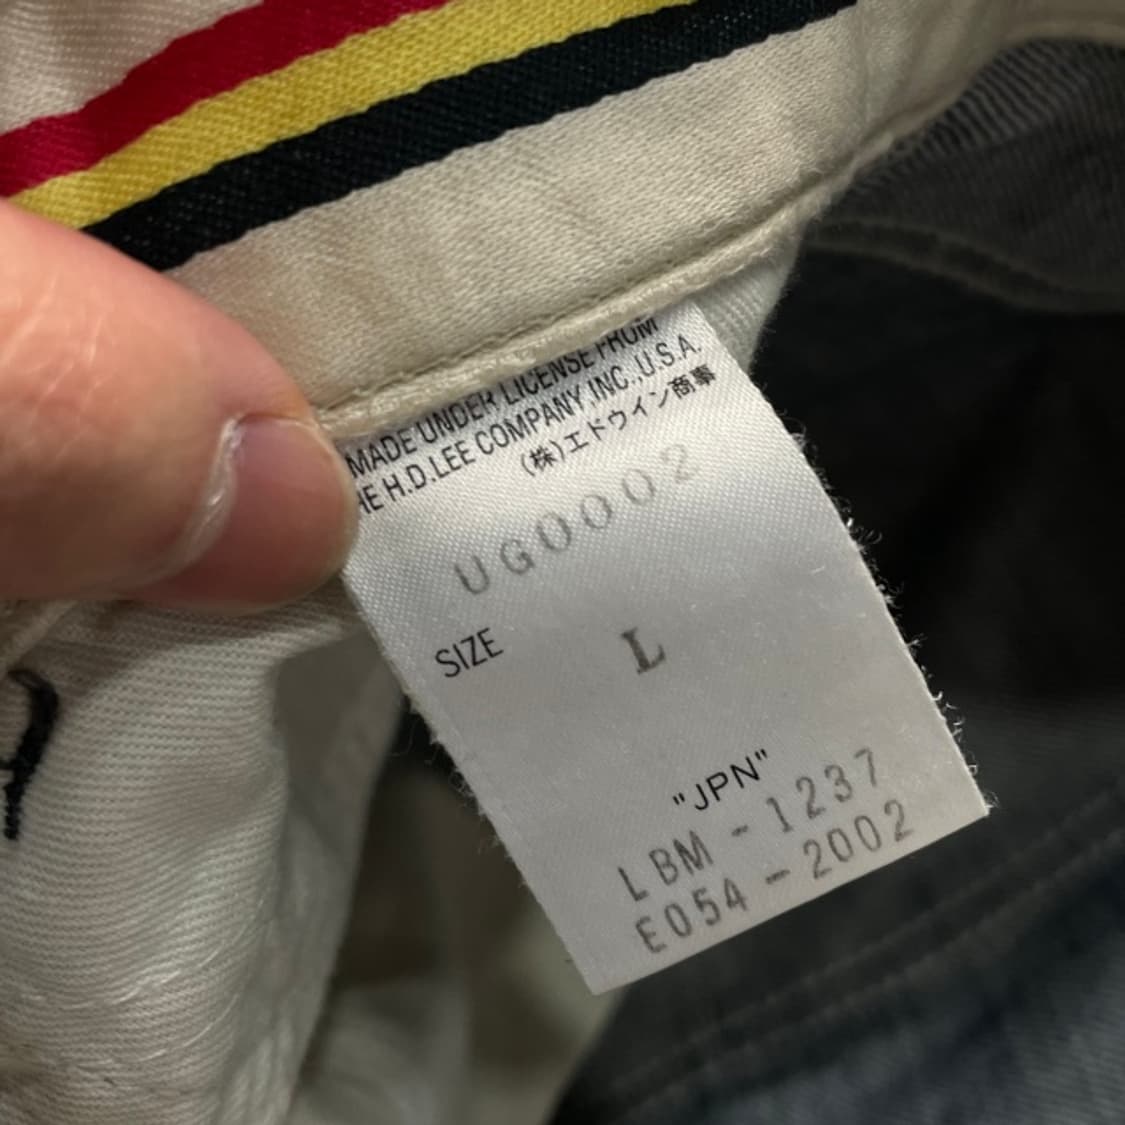 MADE UNDER LICENSE FROM
HE H.D.LEE COMPANY,INC.,U.S.A.
(株)エドウイン商事
UG0002
SIZE L
"JPN"
LBM-1237
E054-2002